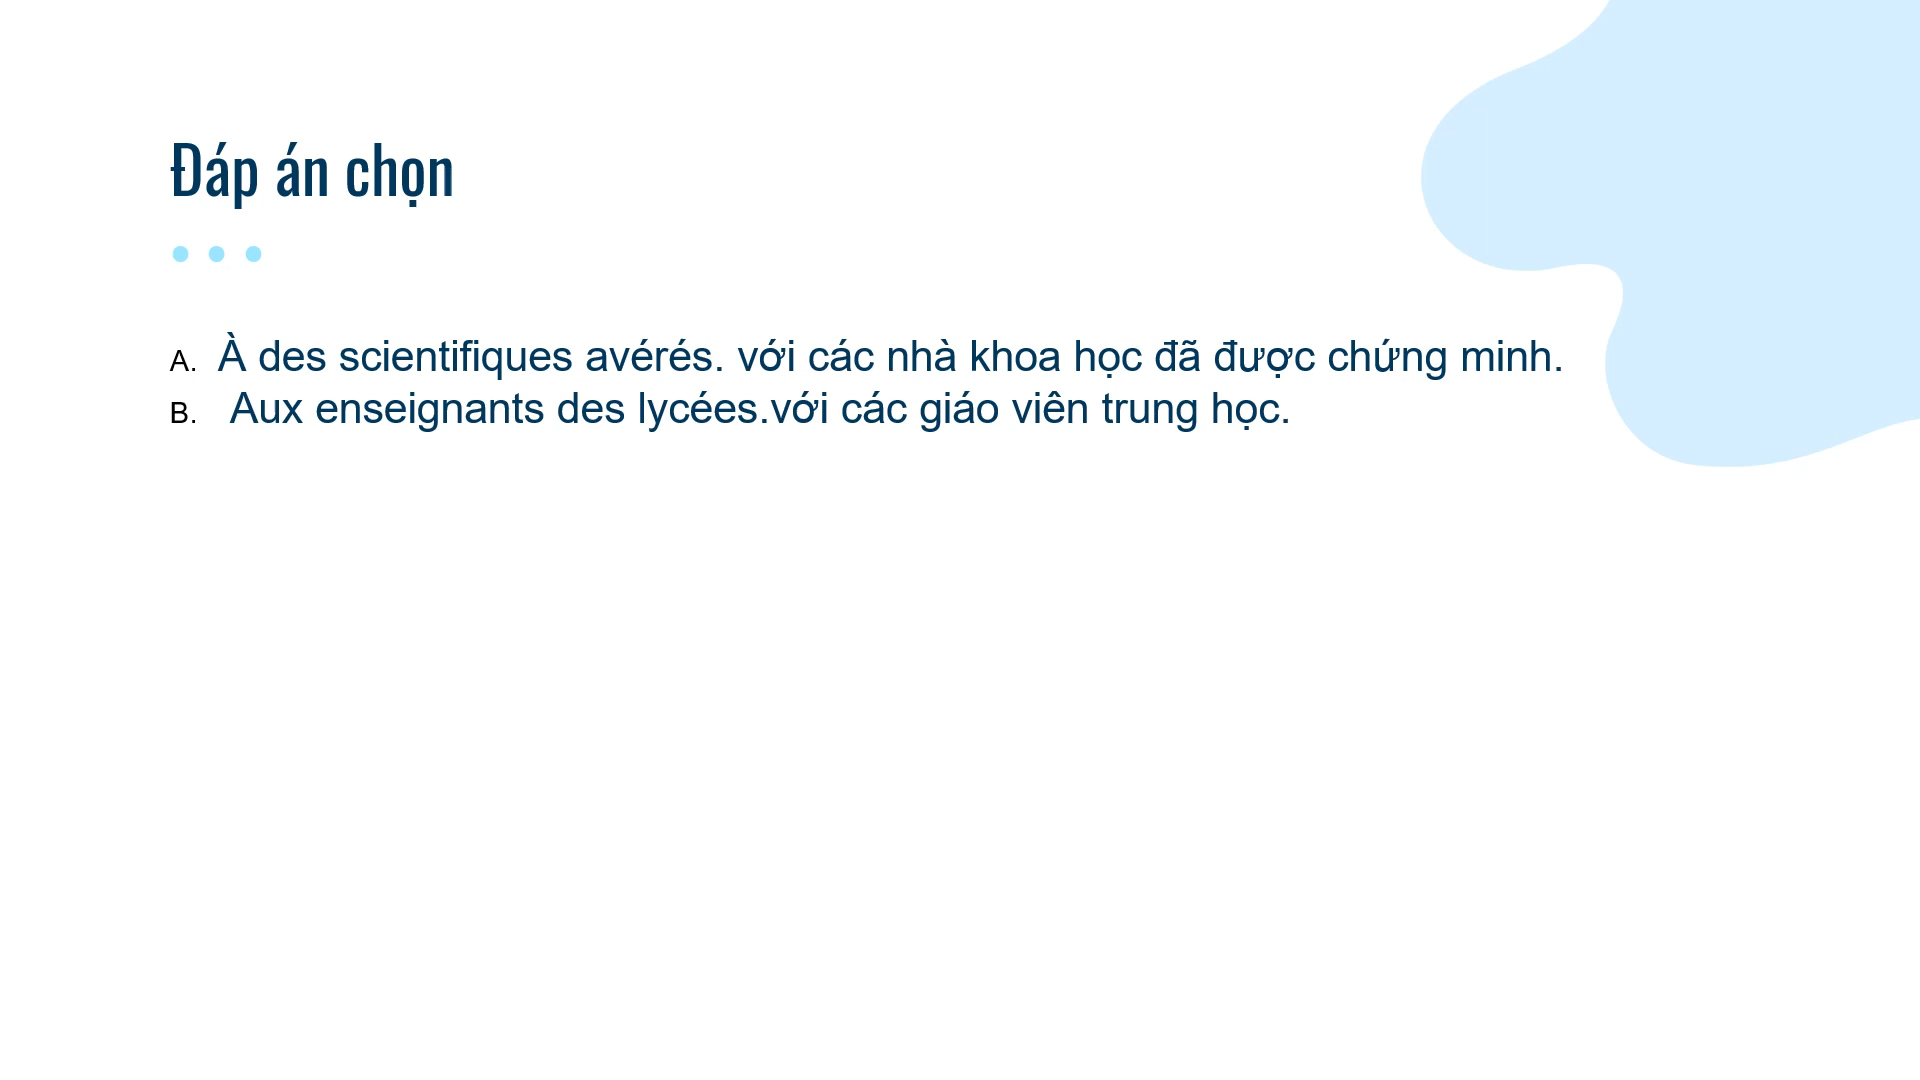 Đáp án chọn
A. À des scientifiques avérés. với các nhà khoa học đã được chứng minh.
B. Aux enseignants des lycées.với các giáo viên trung học.